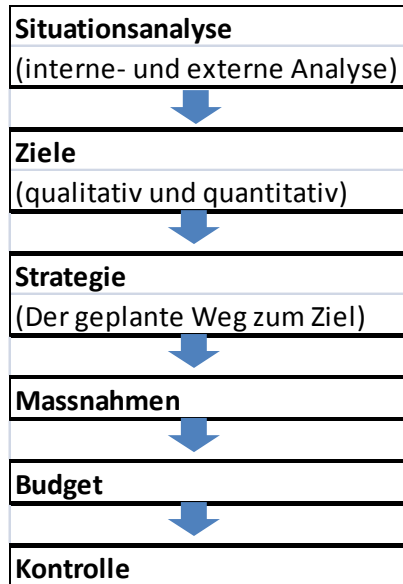 Situationsanalyse
(interne- und externe Analyse)
Ziele
(qualitativ und quantitativ)
Strategie
(Der geplante Weg zum Ziel)
Massnahmen
Budget
Kontrolle